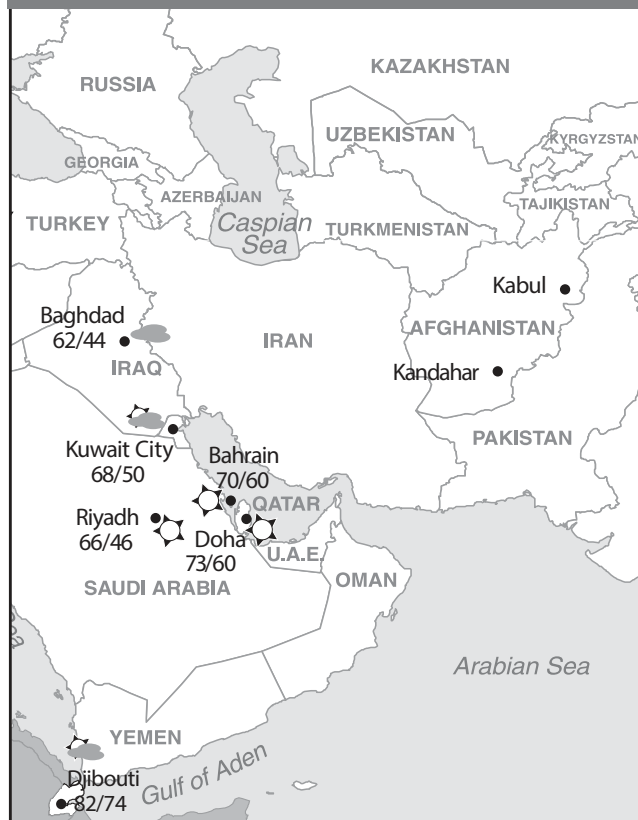 KAZAKHSTAN
RUSSIA
UZBEKISTAN
KYRGYZSTAN
GEORGIA
AZERBAIJAN
TAJIKISTAN
TURKEY
Caspian
Sea
TURKMENISTAN
Kabul
Baghdad
62/44
IRAN
AFGHANISTAN
IRAQ
Kandahar
PAKISTAN
Kuwait City
68/50
Bahrain
70/60
QATAR
Riyadh
66/46
Doha
73/60
U.A.E.
SAUDI ARABIA
OMAN
Arabian Sea
YEMEN
Gulf of Aden
Djibouti
82/74